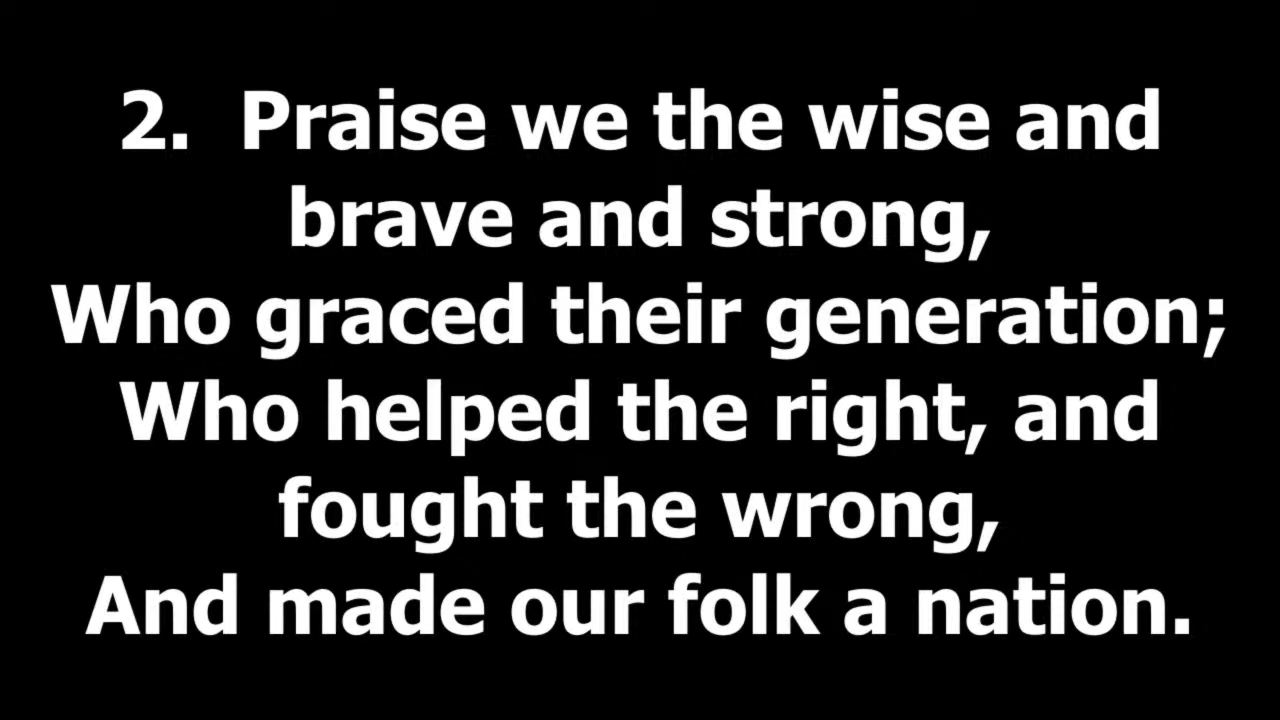 2.  Praise we the wise and
brave and strong,
Who graced their generation;
Who helped the right, and
fought the wrong,
And made our folk a nation.